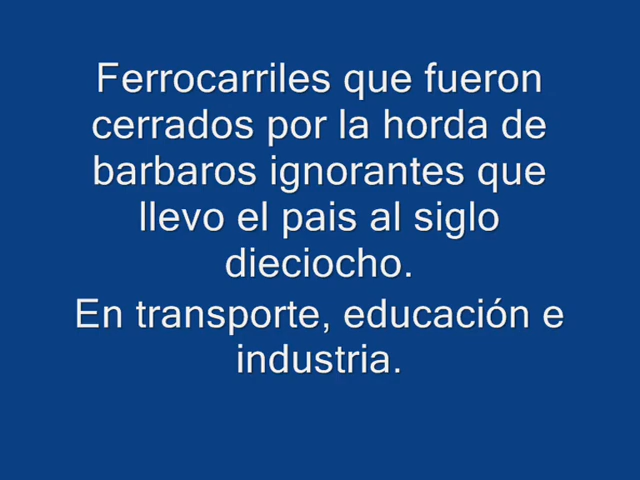 Ferrocarriles que fueron
cerrados por la horda de
barbaros ignorantes que
llevo el pais al siglo
dieciocho.
En transporte, educación e
industria.